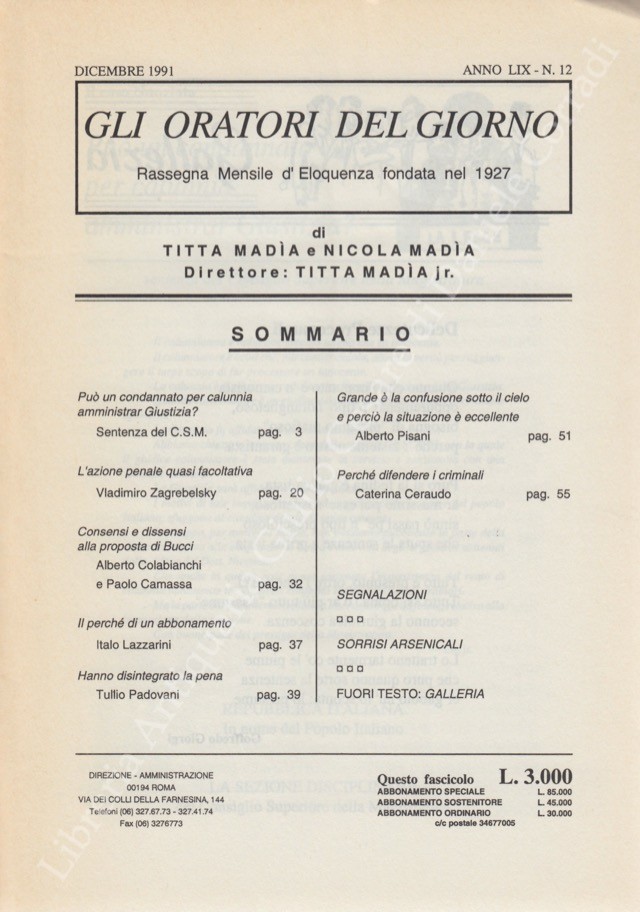 DICEMBRE 1991
ANNO LIX - N. 12
GLI ORATORI DEL GIORNO
Rassegna Mensile d' Eloquenza fondata nel 1927
di
TITTA MADÌA e NICOLA MADÌA
Direttore: TITTA MADÌA jr.
SOMMARIO
Può un condannato per calunnia
amministrar Giustizia?
Sentenza del C.S.M. pag. 3
L'azione penale quasi facoltativa
Vladimiro Zagrebelsky pag. 20
Consensi e dissensi
alla proposta di Bucci
Alberto Colabianchi
e Paolo Camassa pag. 32
Il perché di un abbonamento
Italo Lazzarini pag. 37
Hanno disintegrato la pena
Tullio Padovani pag. 39
Grande è la confusione sotto il cielo
e perciò la situazione è eccellente
Alberto Pisani pag. 51
Perché difendere i criminali
Caterina Ceraudo pag. 55
SEGNALAZIONI
SORRISI ARSENICALI
FUORI TESTO: GALLERIA
DIREZIONE - AMMINISTRAZIONE
00194 ROMA
VIA DEI COLLI DELLA FARNESINA, 144
Telefoni (06) 327.67.73 - 327.41.74
Fax (06) 3276773
Questo fascicolo L. 3.000
ABBONAMENTO SPECIALE L. 85.000
ABBONAMENTO SOSTENITORE L. 45.000
ABBONAMENTO ORDINARIO L. 30.000
c/c postale 34677005